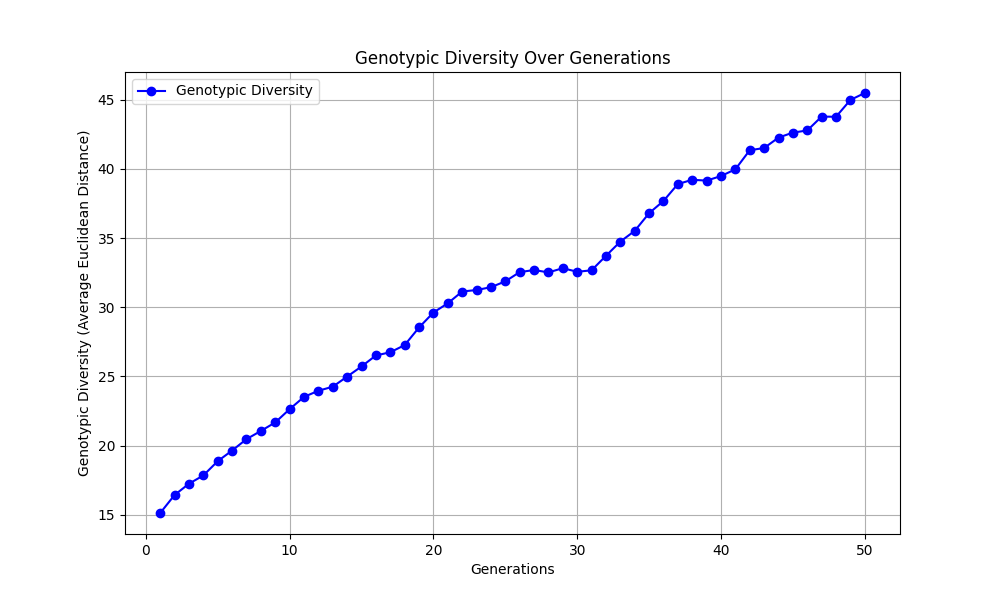 Genotypic Diversity Over Generations
Genotypic Diversity
Genotypic Diversity (Average Euclidean Distance)
45
40
35
30
25
20
15
0 10 20 30 40 50
Generations